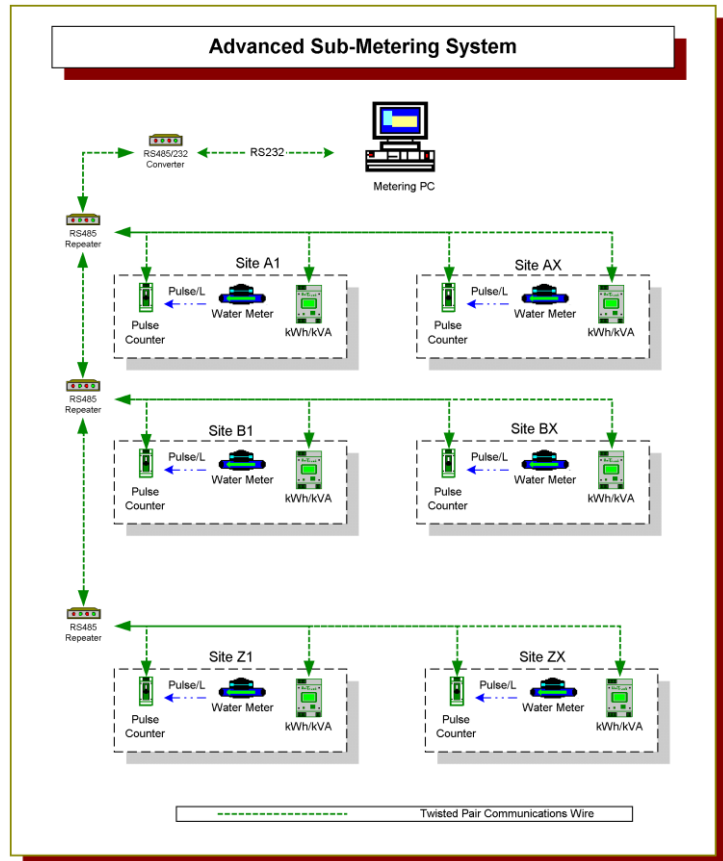 Advanced Sub-Metering System
RS485/232
Converter
RS232
Metering PC
RS485
Repeater
Site A1
Pulse/L
Pulse
Counter
Water Meter
kWh/kVA
Site AX
Pulse/L
Pulse
Counter
Water Meter
kWh/kVA
RS485
Repeater
Site B1
Pulse/L
Pulse
Counter
Water Meter
kWh/kVA
Site BX
Pulse/L
Pulse
Counter
Water Meter
kWh/kVA
RS485
Repeater
Site Z1
Pulse/L
Pulse
Counter
Water Meter
kWh/kVA
Site ZX
Pulse/L
Pulse
Counter
Water Meter
kWh/kVA
Twisted Pair Communications Wire